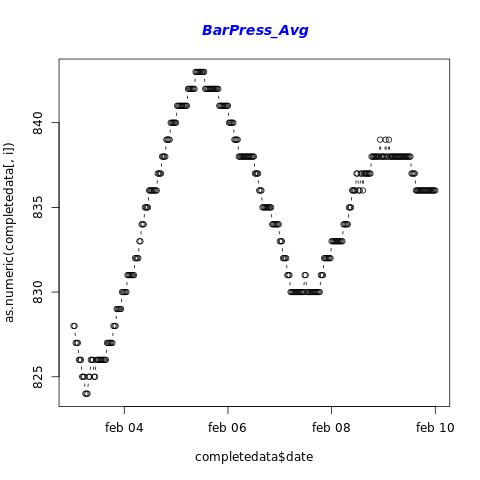 BarPress_Avg
as.numeric(completedata[, i])
840
835
830
825
feb 04
feb 06
feb 08
feb 10
completedata$date